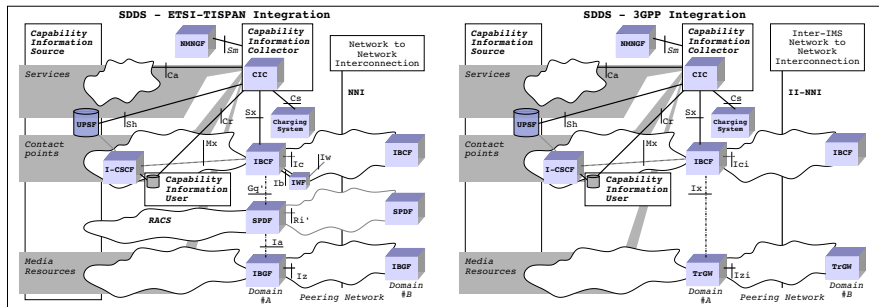 SDDS - ETSI-TISPAN Integration
Capability
Information
Source
NMNGF
Sm
Capability
Information
Collector
CIC
Network to
Network
Interconnection
Services
Ca
Cs
NNI
UPSF
Sh
Cr
Sx
Charging
System
Contact
points
Mx
I-CSCF
IBCF
Ic
Iw
Ib
IWF
IBCF
Capability
Information
User
Gq'
RACS
SPDF
Ri'
SPDF
Ia
Media
Resources
IBGF
Iz
IBGF
Domain
#A
Peering Network
Domain
#B
SDDS - 3GPP Integration
Capability
Information
Source
NMNGF
Sm
Capability
Information
Collector
CIC
Inter-IMS
Network to
Network
Interconnection
Services
Ca
Cs
II-NNI
UPSF
Sh
Cr
Sx
Charging
System
Contact
points
Mx
I-CSCF
IBCF
Ici
IBCF
Capability
Information
User
Ix
Media
Resources
TrGW
Izi
TrGW
Domain
#A
Peering Network
Domain
#B